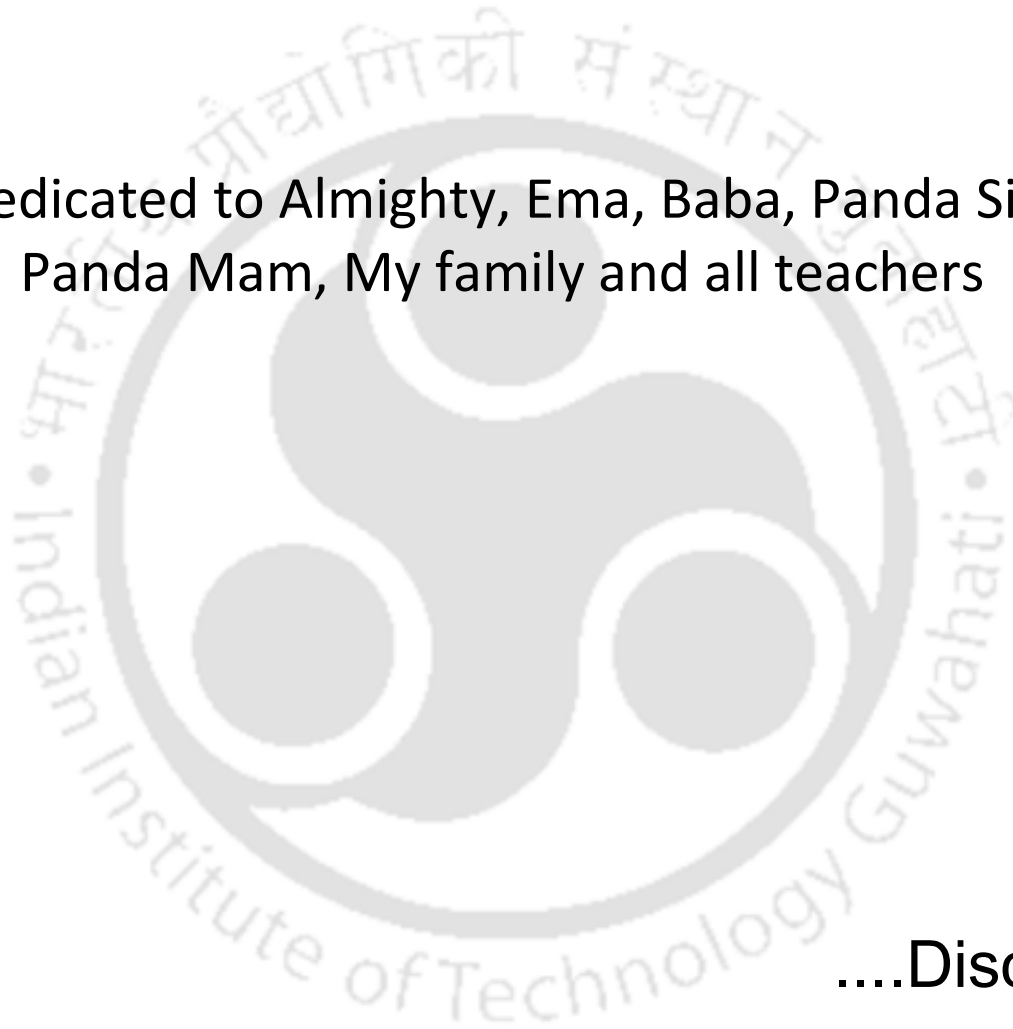 भारतीय प्रौद्योगिकी संस्थान गुवाहाटी
edicated to Almighty, Ema, Baba, Panda Si
Panda Mam, My family and all teachers
• Indian Institute of Technology Guwahati •
....Disc